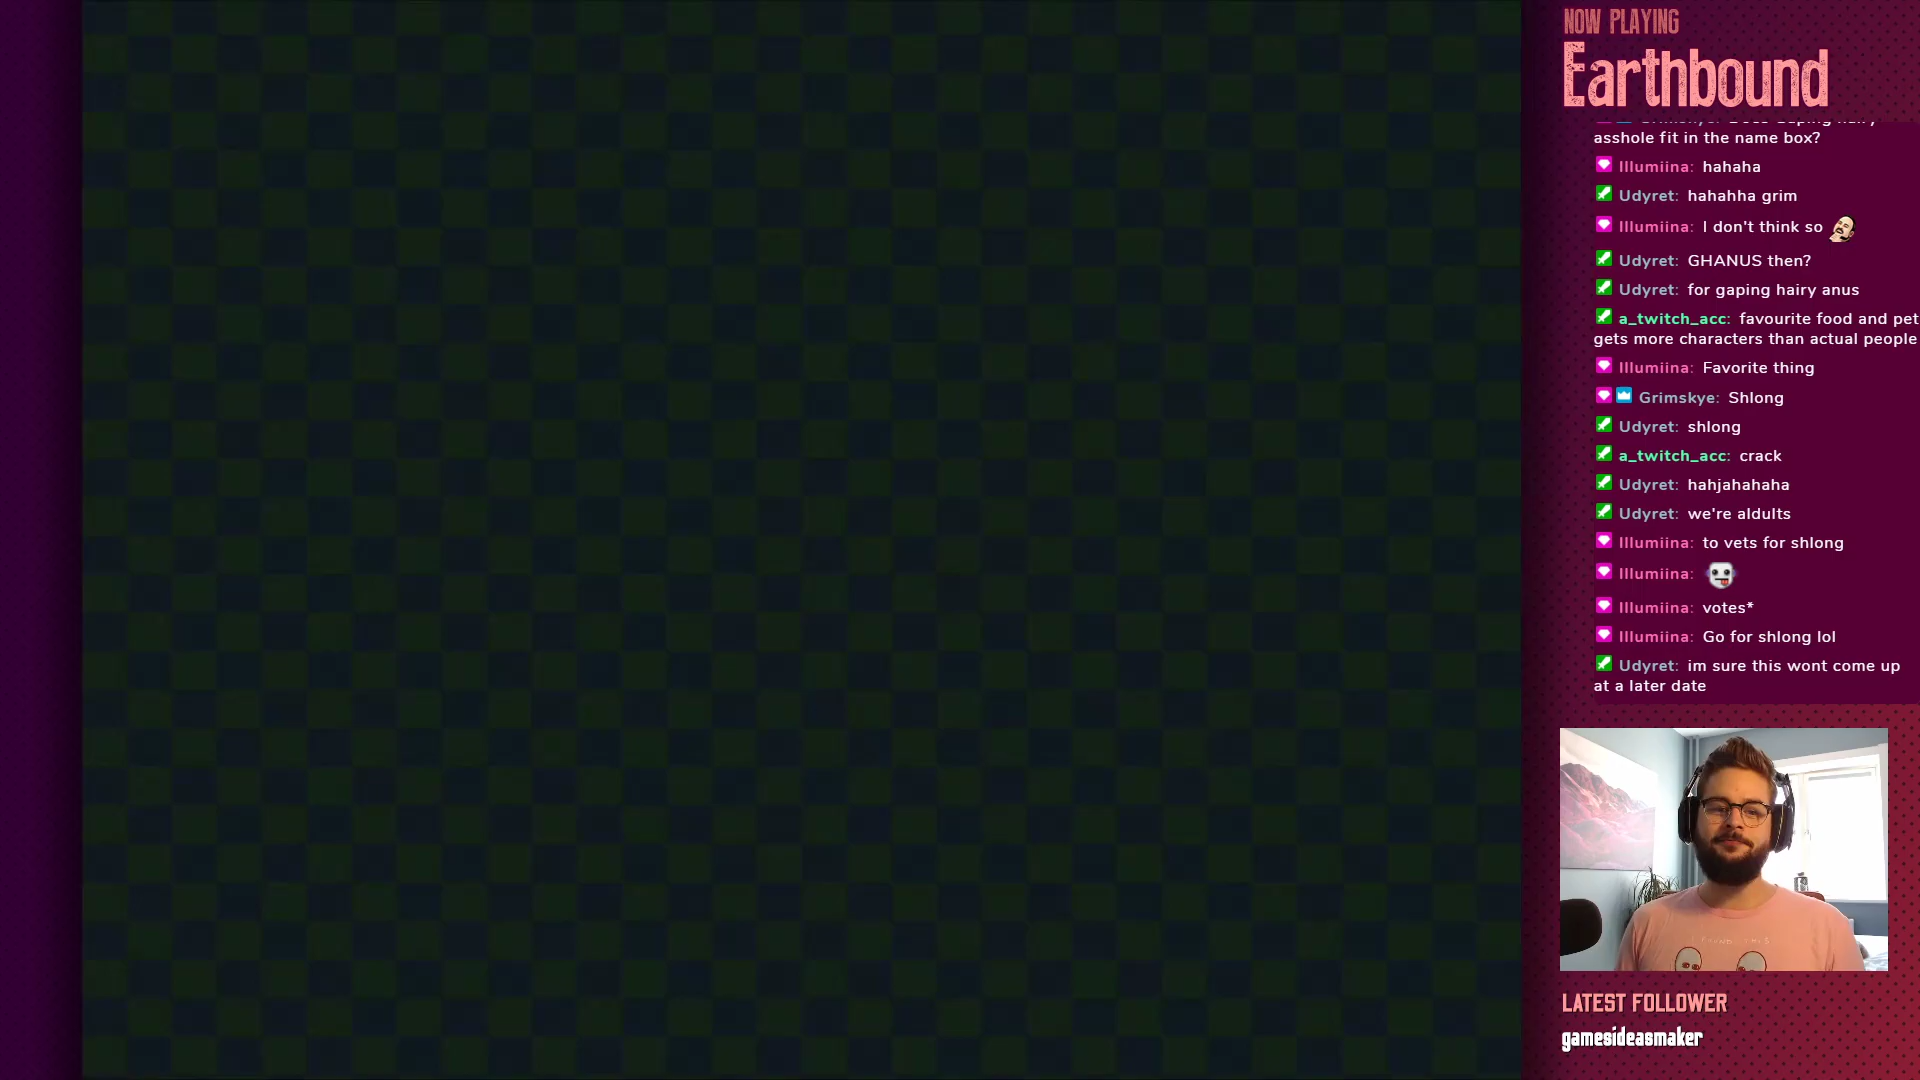 NOW PLAYING
Earthbound
asshole fit in the name box?
Illumiina: hahaha
Udyret: hahahha grim
Illumiina: I don't think so
Udyret: GHANUS then?
Udyret: for gaping hairy anus
a_twitch_acc: favourite food and pet
gets more characters than actual people
Illumiina: Favorite thing
Grimskye: Shlong
Udyret: shlong
a_twitch_acc: crack
Udyret: hahjahahaha
Udyret: we're aldults
Illumiina: to vets for shlong
Illumiina:
Illumiina: votes*
Illumiina: Go for shlong lol
Udyret: im sure this wont come up
at a later date
LATEST FOLLOWER
gamesideasmaker